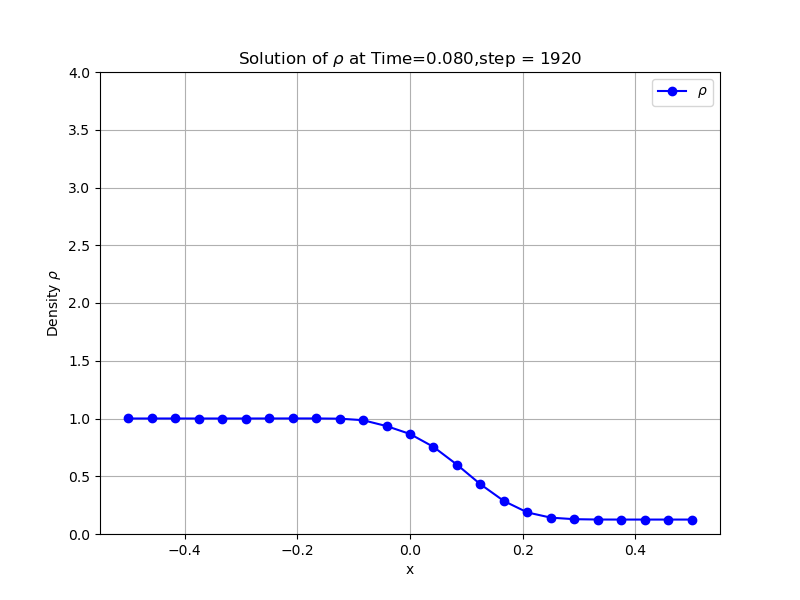 Solution of ρ at Time=0.080,step = 1920
ρ
Density ρ
4.0
3.5
3.0
2.5
2.0
1.5
1.0
0.5
0.0
−0.4 −0.2 0.0 0.2 0.4
x